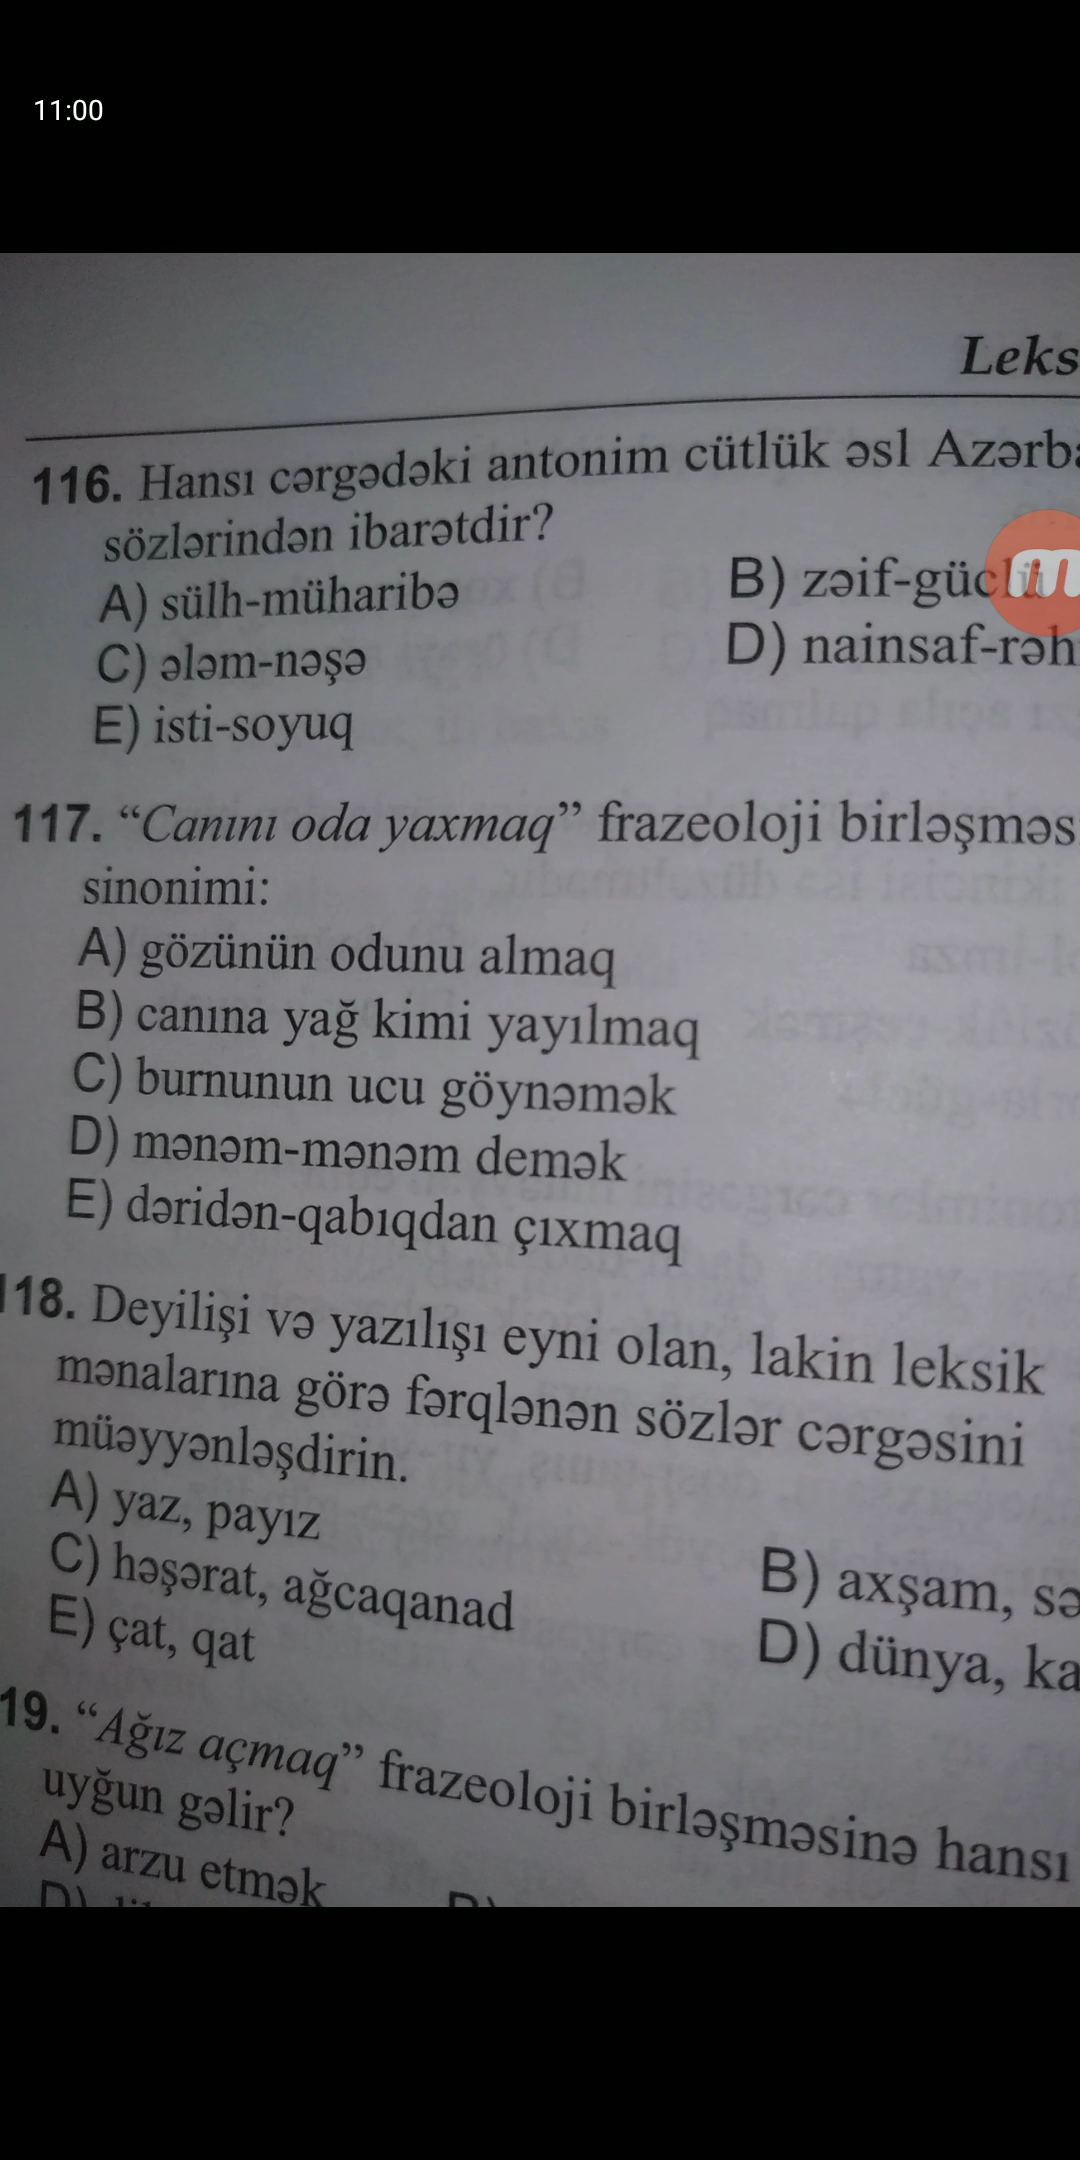 11:00
Leks
116. Hansı cərgədəki antonim cütlük əsl Azərb
sözlərindən ibarətdir?
A) sülh-müharibə
B) zəif-güclü
C) ələm-nəşə
D) nainsaf-rəh
E) isti-soyuq
117. “Canını oda yaxmaq” frazeoloji birləşməs
sinonimi:
A) gözünün odunu almaq
B) canına yağ kimi yayılmaq
C) burnunun ucu göynəmək
D) mənəm-mənəm demək
E) dəridən-qabıqdan çıxmaq
118. Deyilişi və yazılışı eyni olan, lakin leksik
mənalarına görə fərqlənən sözlər cərgəsini
müəyyənləşdirin.
A) yaz, payız
B) axşam, sə
C) həşərat, ağcaqanad
D) dünya, ka
E) çat, qat
19. “Ağız açmaq” frazeoloji birləşməsinə hansı
uyğun gəlir?
A) arzu etmək